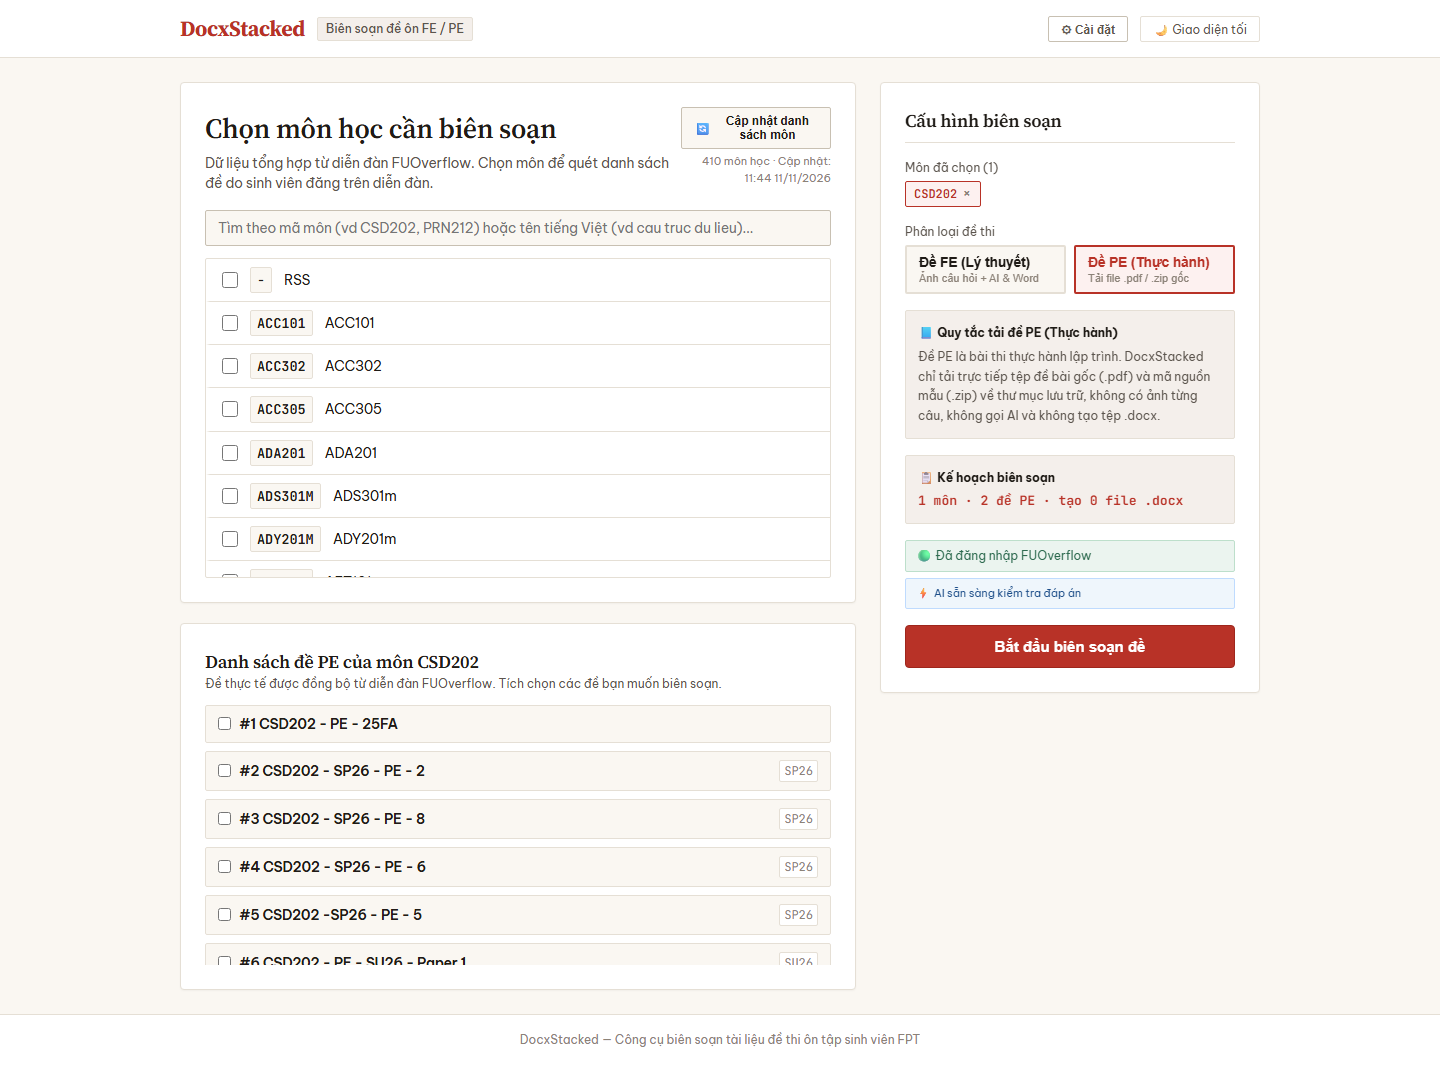 DocxStacked
Biên soạn đề ôn FE / PE
⚙ Cài đặt
🌙 Giao diện tối
Chọn môn học cần biên soạn
Dữ liệu tổng hợp từ diễn đàn FUOverflow. Chọn môn để quét danh sách
đề do sinh viên đăng trên diễn đàn.
Cập nhật danh
sách môn
410 môn học · Cập nhật:
11:44 11/11/2026
Tìm theo mã môn (vd CSD202, PRN212) hoặc tên tiếng Việt (vd cau truc du lieu)...
- RSS
ACC101 ACC101
ACC302 ACC302
ACC305 ACC305
ADA201 ADA201
ADS301M ADS301m
ADY201M ADY201m
Danh sách đề PE của môn CSD202
Đề thực tế được đồng bộ từ diễn đàn FUOverflow. Tích chọn các đề bạn muốn biên soạn.
#1 CSD202 - PE - 25FA
#2 CSD202 - SP26 - PE - 2 SP26
#3 CSD202 - SP26 - PE - 8 SP26
#4 CSD202 - SP26 - PE - 6 SP26
#5 CSD202 -SP26 - PE - 5 SP26
#6 CSD202 - PE - SU26 - Paper 1 SU26
Cấu hình biên soạn
Môn đã chọn (1)
CSD202 ×
Phân loại đề thi
Đề FE (Lý thuyết)
Ảnh câu hỏi + AI & Word
Đề PE (Thực hành)
Tải file .pdf / .zip gốc
Quy tắc tải đề PE (Thực hành)
Đề PE là bài thi thực hành lập trình. DocxStacked
chỉ tải trực tiếp tệp đề bài gốc (.pdf) và mã nguồn
mẫu (.zip) về thư mục lưu trữ, không có ảnh từng
câu, không gọi AI và không tạo tệp .docx.
Kế hoạch biên soạn
1 môn · 2 đề PE · tạo 0 file .docx
Đã đăng nhập FUOverflow
AI sẵn sàng kiểm tra đáp án
Bắt đầu biên soạn đề
DocxStacked — Công cụ biên soạn tài liệu đề thi ôn tập sinh viên FPT